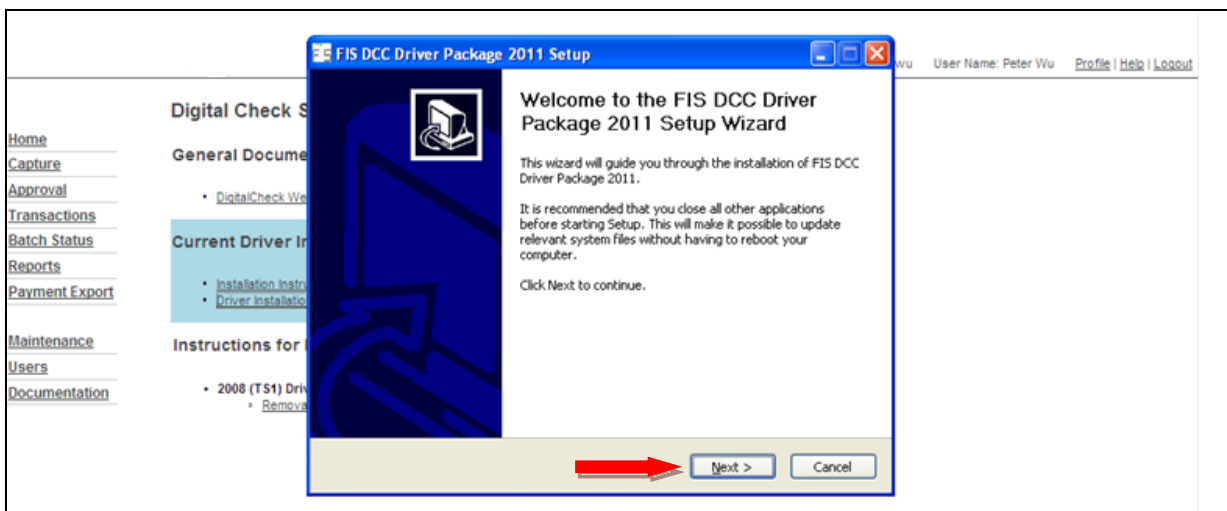 FIS DCC Driver Package 2011 Setup
wu User Name: Peter Wu Profile | Help | Logout
Home
Capture
Approval
Transactions
Batch Status
Reports
Payment Export
Maintenance
Users
Documentation
Digital Check S
General Docume
• DigitalCheck We
Current Driver In
• Installation Instru
• Driver Installatio
Instructions for
• 2008 (TS1) Driv
• Remova
Welcome to the FIS DCC Driver
Package 2011 Setup Wizard
This wizard will guide you through the installation of FIS DCC
Driver Package 2011.
It is recommended that you close all other applications
before starting Setup. This will make it possible to update
relevant system files without having to reboot your
computer.
Click Next to continue.
Next > Cancel